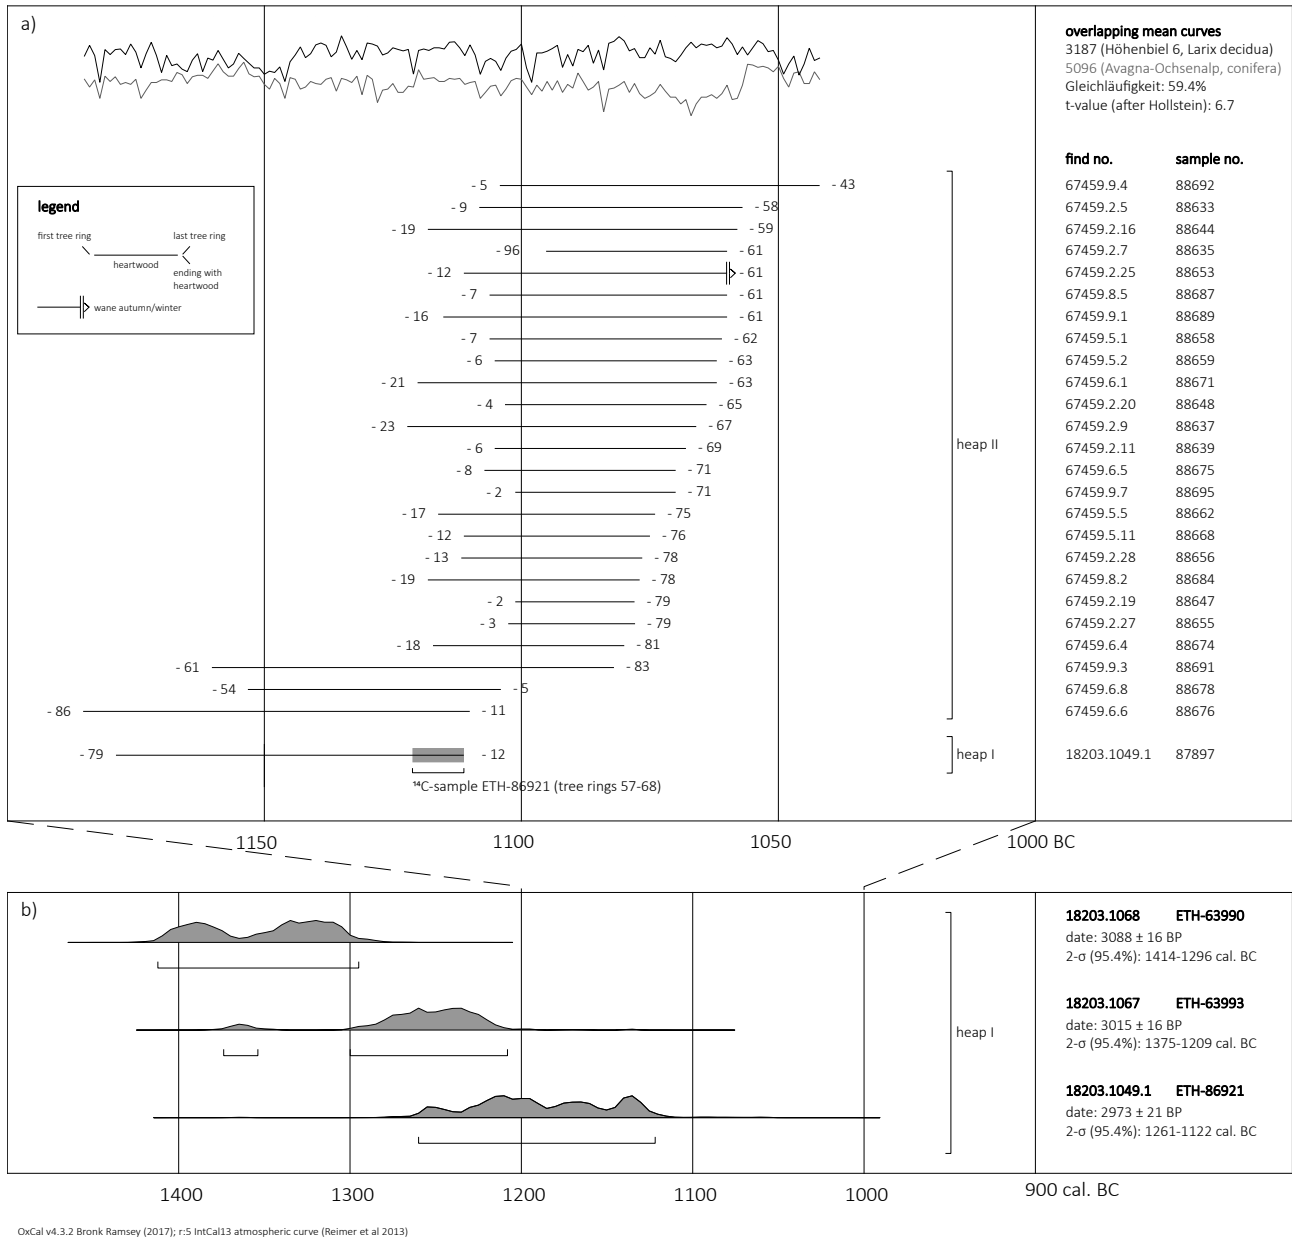 a)
overlapping mean curves
3187 (Höhenbiel 6, Larix decidua)
5096 (Avagna-Ochsenalp, conifera)
Gleichläufigkeit: 59.4%
t-value (after Hollstein): 6.7
find no. sample no.
legend
first tree ring last tree ring
heartwood
ending with
heartwood
wane autumn/winter
- 5 - 43 67459.9.4 88692
- 9 - 58 67459.2.5 88633
- 19 - 59 67459.2.16 88644
- 96 - 61 67459.2.7 88635
- 12 - 61 67459.2.25 88653
- 7 - 61 67459.8.5 88687
- 16 - 61 67459.9.1 88689
- 7 - 62 67459.5.1 88658
- 6 - 63 67459.5.2 88659
- 21 - 63 67459.6.1 88671
- 4 - 65 67459.2.20 88648
- 23 - 67 67459.2.9 88637
- 6 - 69 67459.2.11 88639
heap II
- 8 - 71 67459.6.5 88675
- 2 - 71 67459.9.7 88695
- 17 - 75 67459.5.5 88662
- 12 - 76 67459.5.11 88668
- 13 - 78 67459.2.28 88656
- 19 - 78 67459.8.2 88684
- 2 - 79 67459.2.19 88647
- 3 - 79 67459.2.27 88655
- 18 - 81 67459.6.4 88674
- 61 - 83 67459.9.3 88691
- 54 - 5 67459.6.8 88678
- 86 - 11 67459.6.6 88676
- 79 - 12 heap I 18203.1049.1 87897
¹⁴C-sample ETH-86921 (tree rings 57-68)
1150 1100 1050 1000 BC
b)
18203.1068 ETH-63990
date: 3088 ± 16 BP
2-σ (95.4%): 1414-1296 cal. BC
18203.1067 ETH-63993
date: 3015 ± 16 BP
2-σ (95.4%): 1375-1209 cal. BC
heap I
18203.1049.1 ETH-86921
date: 2973 ± 21 BP
2-σ (95.4%): 1261-1122 cal. BC
1400 1300 1200 1100 1000 900 cal. BC
OxCal v4.3.2 Bronk Ramsey (2017); r:5 IntCal13 atmospheric curve (Reimer et al 2013)